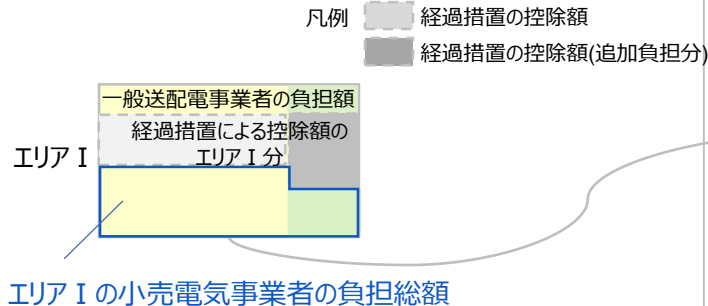 凡例
経過措置の控除額
経過措置の控除額(追加負担分)
一般送配電事業者の負担額
経過措置による控除額の
エリアⅠ分
エリアⅠ
エリアⅠの小売電気事業者の負担総額